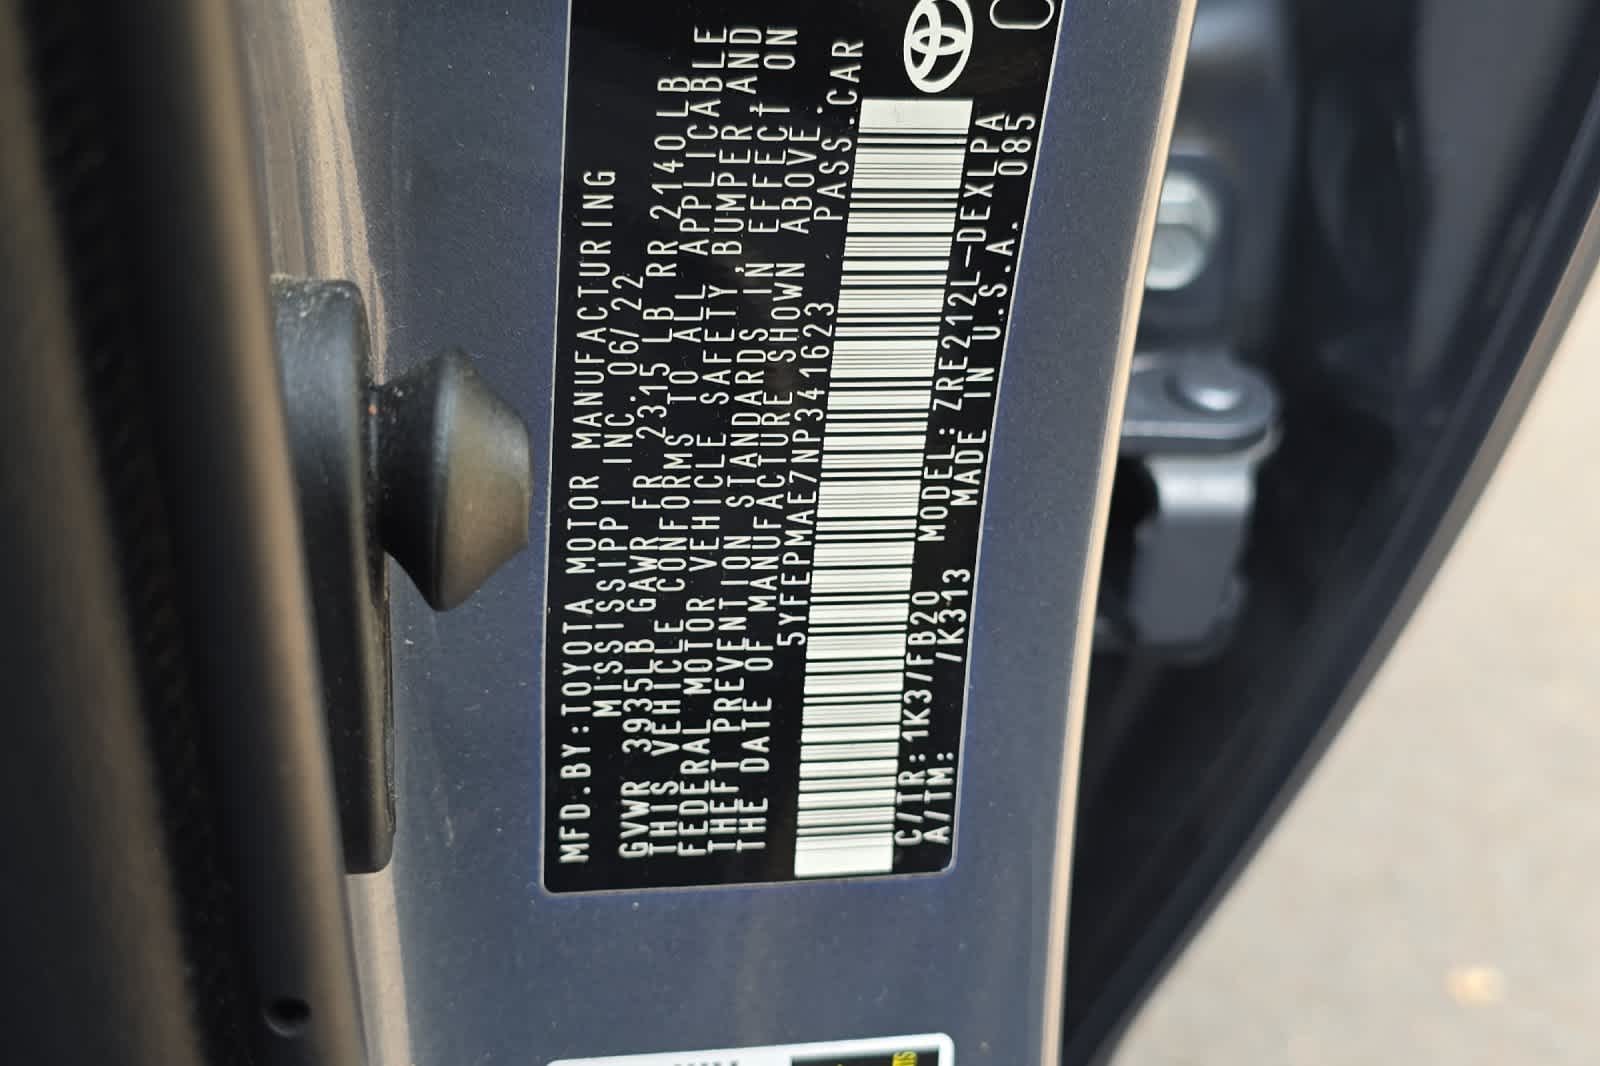 MFD.BY:TOYOTA MOTOR MANUFACTURING
MISSISSIPPI INC. 06/22
GVWR 3935LB GAWR FR 2315 LB RR 2140LB
THIS VEHICLE CONFORMS TO ALL APPLICABLE
FEDERAL MOTOR VEHICLE SAFETY,BUMPER,AND
THEFT PREVENTION STANDARDS IN EFFECT ON
THE DATE OF MANUFACTURE SHOWN ABOVE.
5YFEPMAE7NP341623 PASS.CAR
C/TR:1K3/FB20 MODEL:ZRE212L-DEXLPA
A/TM: /K313 MADE IN U.S.A. 085